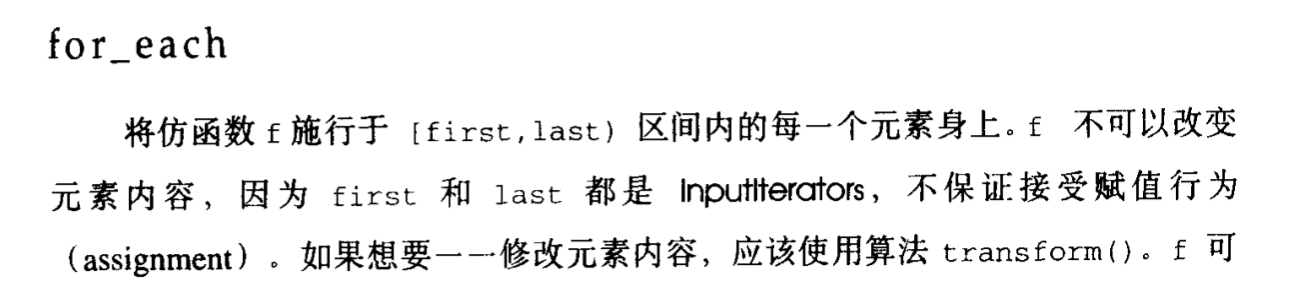 for_each
将仿函数 f 施行于 [first,last) 区间内的每一个元素身上。f 不可以改变
元素内容，因为 first 和 last 都是 InputIterators，不保证接受赋值行为
（assignment）。如果想要一一修改元素内容，应该使用算法 transform()。f 可